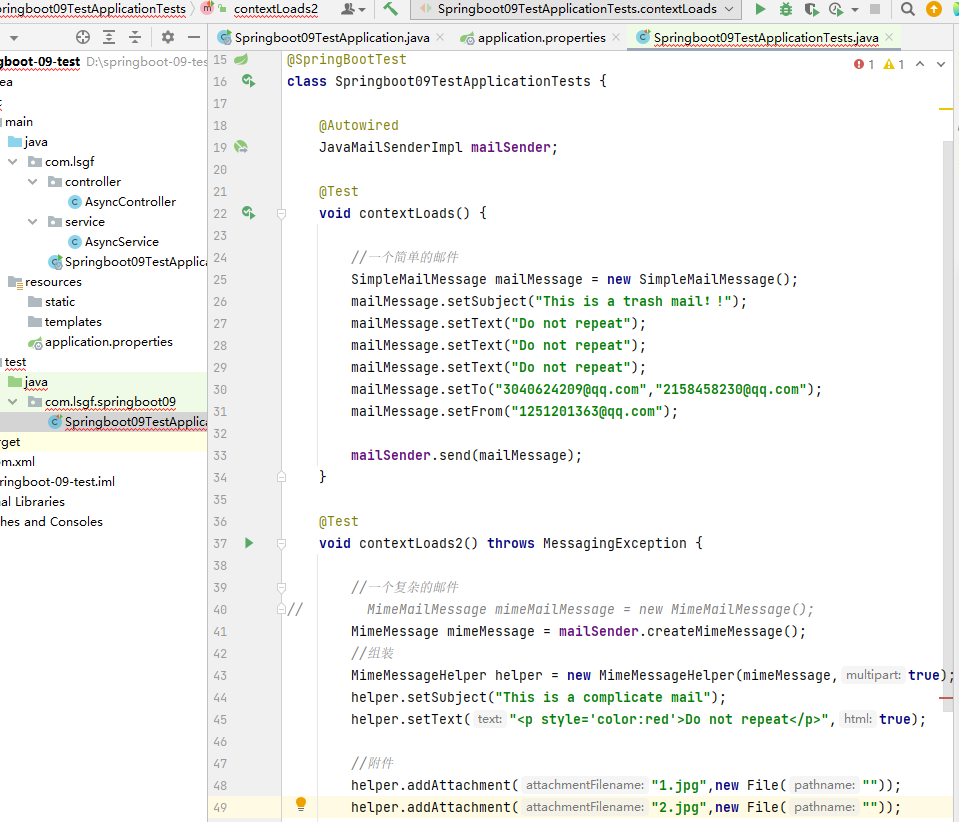 pringboot09TestApplicationTests contextLoads2 Springboot09TestApplicationTests.contextLoads
Springboot09TestApplication.java application.properties Springboot09TestApplicationTests.java
gboot-09-test D:\springboot-09-tes
ea
main
java
com.lsgf
controller
AsyncController
service
AsyncService
Springboot09TestApplica
resources
static
templates
application.properties
test
java
com.lsgf.springboot09
Springboot09TestApplica
rget
om.xml
ringboot-09-test.iml
nal Libraries
ches and Consoles
1 1
15 @SpringBootTest
16 class Springboot09TestApplicationTests {
17
18 @Autowired
19 JavaMailSenderImpl mailSender;
20
21 @Test
22 void contextLoads() {
23
24 //一个简单的邮件
25 SimpleMailMessage mailMessage = new SimpleMailMessage();
26 mailMessage.setSubject("This is a trash mail！!");
27 mailMessage.setText("Do not repeat");
28 mailMessage.setText("Do not repeat");
29 mailMessage.setText("Do not repeat");
30 mailMessage.setTo("3040624209@qq.com","2158458230@qq.com");
31 mailMessage.setFrom("1251201363@qq.com");
32
33 mailSender.send(mailMessage);
34 }
35
36 @Test
37 void contextLoads2() throws MessagingException {
38
39 //一个复杂的邮件
40 // MimeMailMessage mimeMailMessage = new MimeMailMessage();
41 MimeMessage mimeMessage = mailSender.createMimeMessage();
42 //组装
43 MimeMessageHelper helper = new MimeMessageHelper(mimeMessage, multipart: true);
44 helper.setSubject("This is a complicate mail");
45 helper.setText( text: "<p style='color:red'>Do not repeat</p>", html: true);
46
47 //附件
48 helper.addAttachment( attachmentFilename: "1.jpg",new File( pathname: ""));
49 helper.addAttachment( attachmentFilename: "2.jpg",new File( pathname: ""));